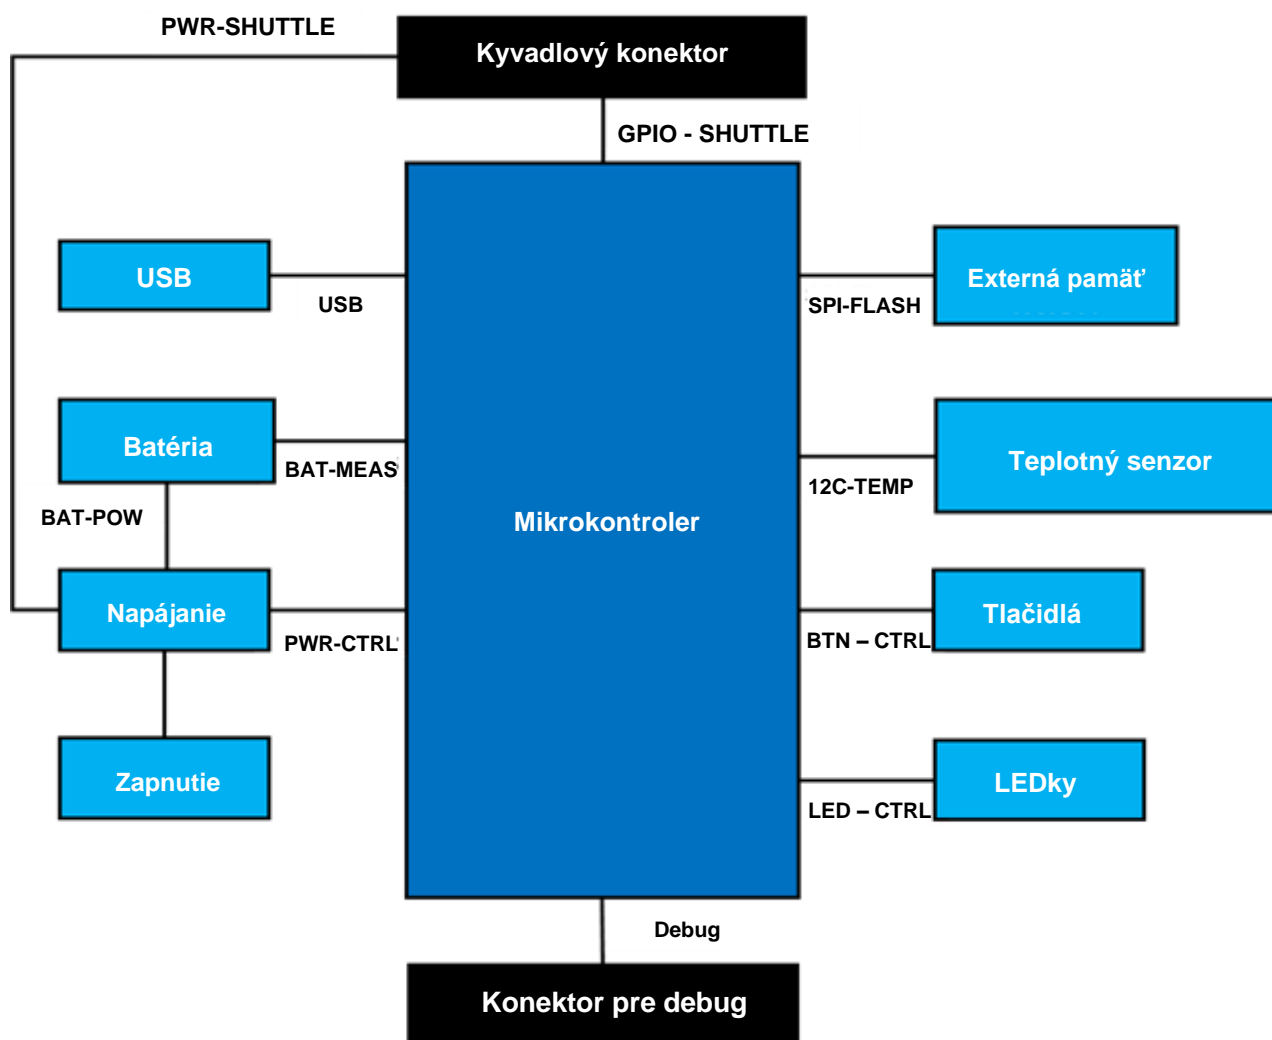 PWR-SHUTTLE
Kyvadlový konektor
GPIO - SHUTTLE
USB
USB
Externá pamäť
SPI-FLASH
Batéria
BAT-MEAS
Teplotný senzor
12C-TEMP
BAT-POW
Mikrokontroler
Napájanie
PWR-CTRL
Tlačidlá
BTN – CTRL
Zapnutie
LEDky
LED – CTRL
Debug
Konektor pre debug